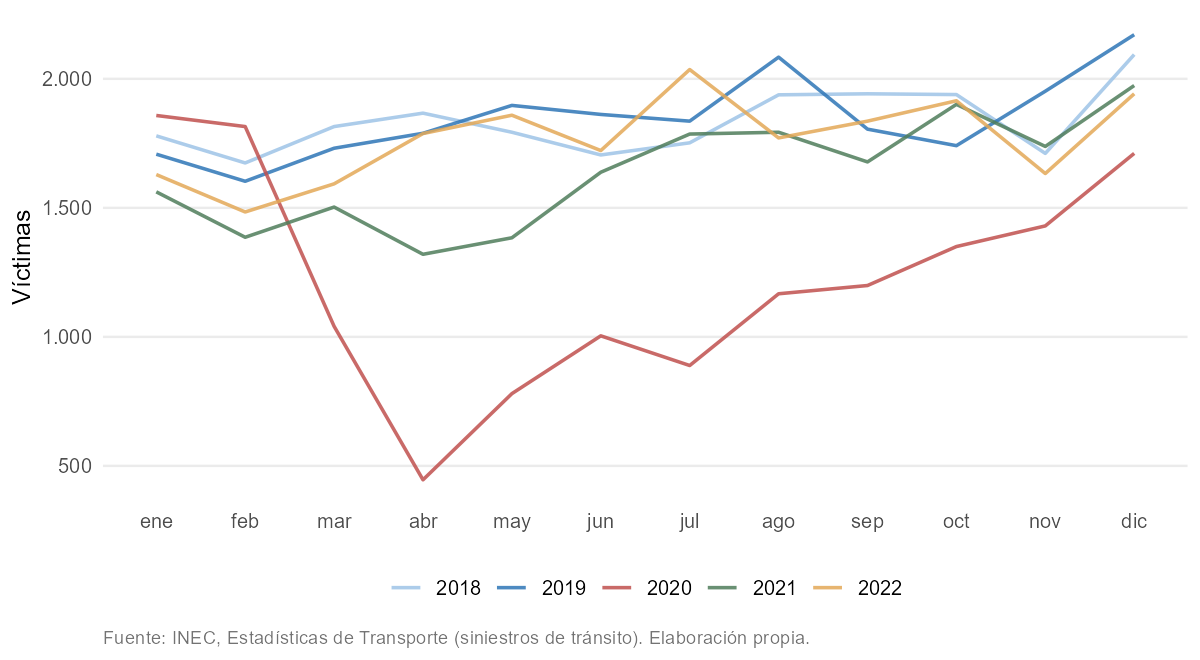 Víctimas
2.000
1.500
1.000
500
ene feb mar abr may jun jul ago sep oct nov dic
2018 2019 2020 2021 2022
Fuente: INEC, Estadísticas de Transporte (siniestros de tránsito). Elaboración propia.